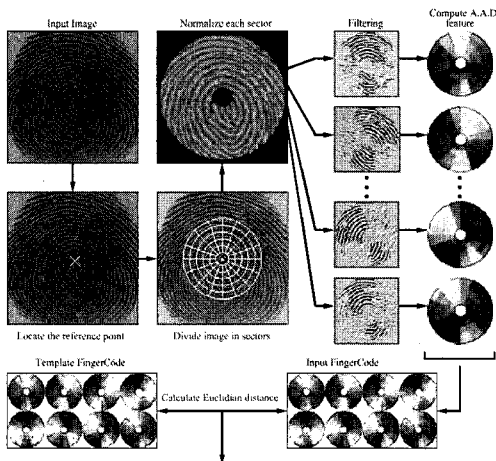 Input Image
Normalize each sector
Filtering
Compute A.A.D
feature
Locate the reference point
Divide image in sectors
Template FingerCode
Calculate Euclidian distance
Input FingerCode